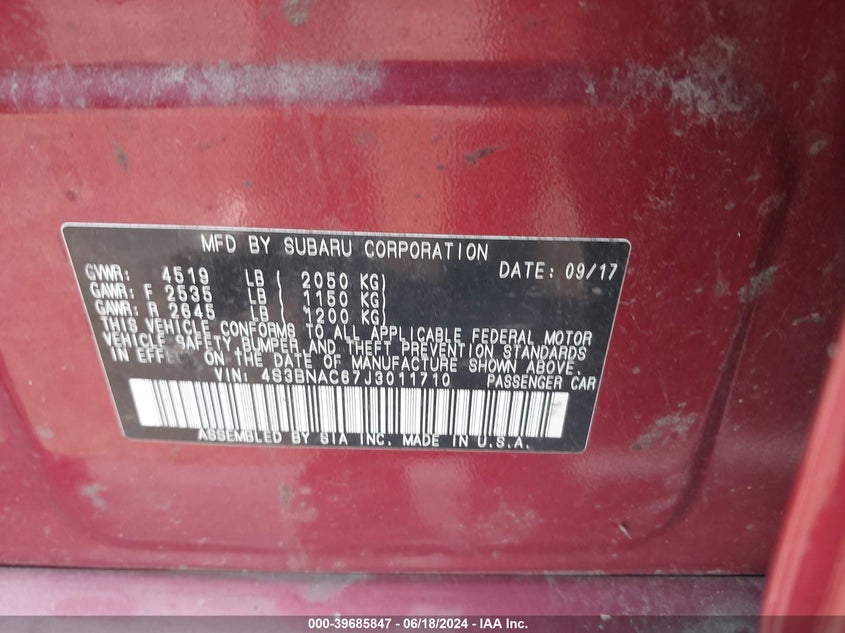 MFD BY SUBARU CORPORATION
GVWR: 4519 LB ( 2050 KG) DATE: 09/17
GAWR: F 2535 LB ( 1150 KG)
GAWR: R 2645 LB ( 1200 KG)
THIS VEHICLE CONFORMS TO ALL APPLICABLE FEDERAL MOTOR
VEHICLE SAFETY, BUMPER AND THEFT PREVENTION STANDARDS
IN EFFECT ON THE DATE OF MANUFACTURE SHOWN ABOVE.
VIN: 4S3BNAC67J3011710 PASSENGER CAR
ASSEMBLED BY SIA INC. MADE IN U.S.A.
000-39685847 - 06/18/2024 - IAA Inc.